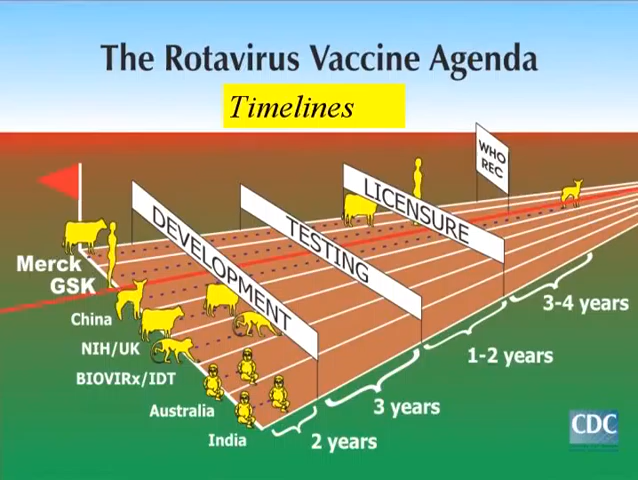 The Rotavirus Vaccine Agenda
Timelines
WHO
REC
LICENSURE
TESTING
DEVELOPMENT
Merck
GSK
China
NIH/UK
BIOVIRx/IDT
Australia
India
2 years
3 years
1-2 years
3-4 years
CDC